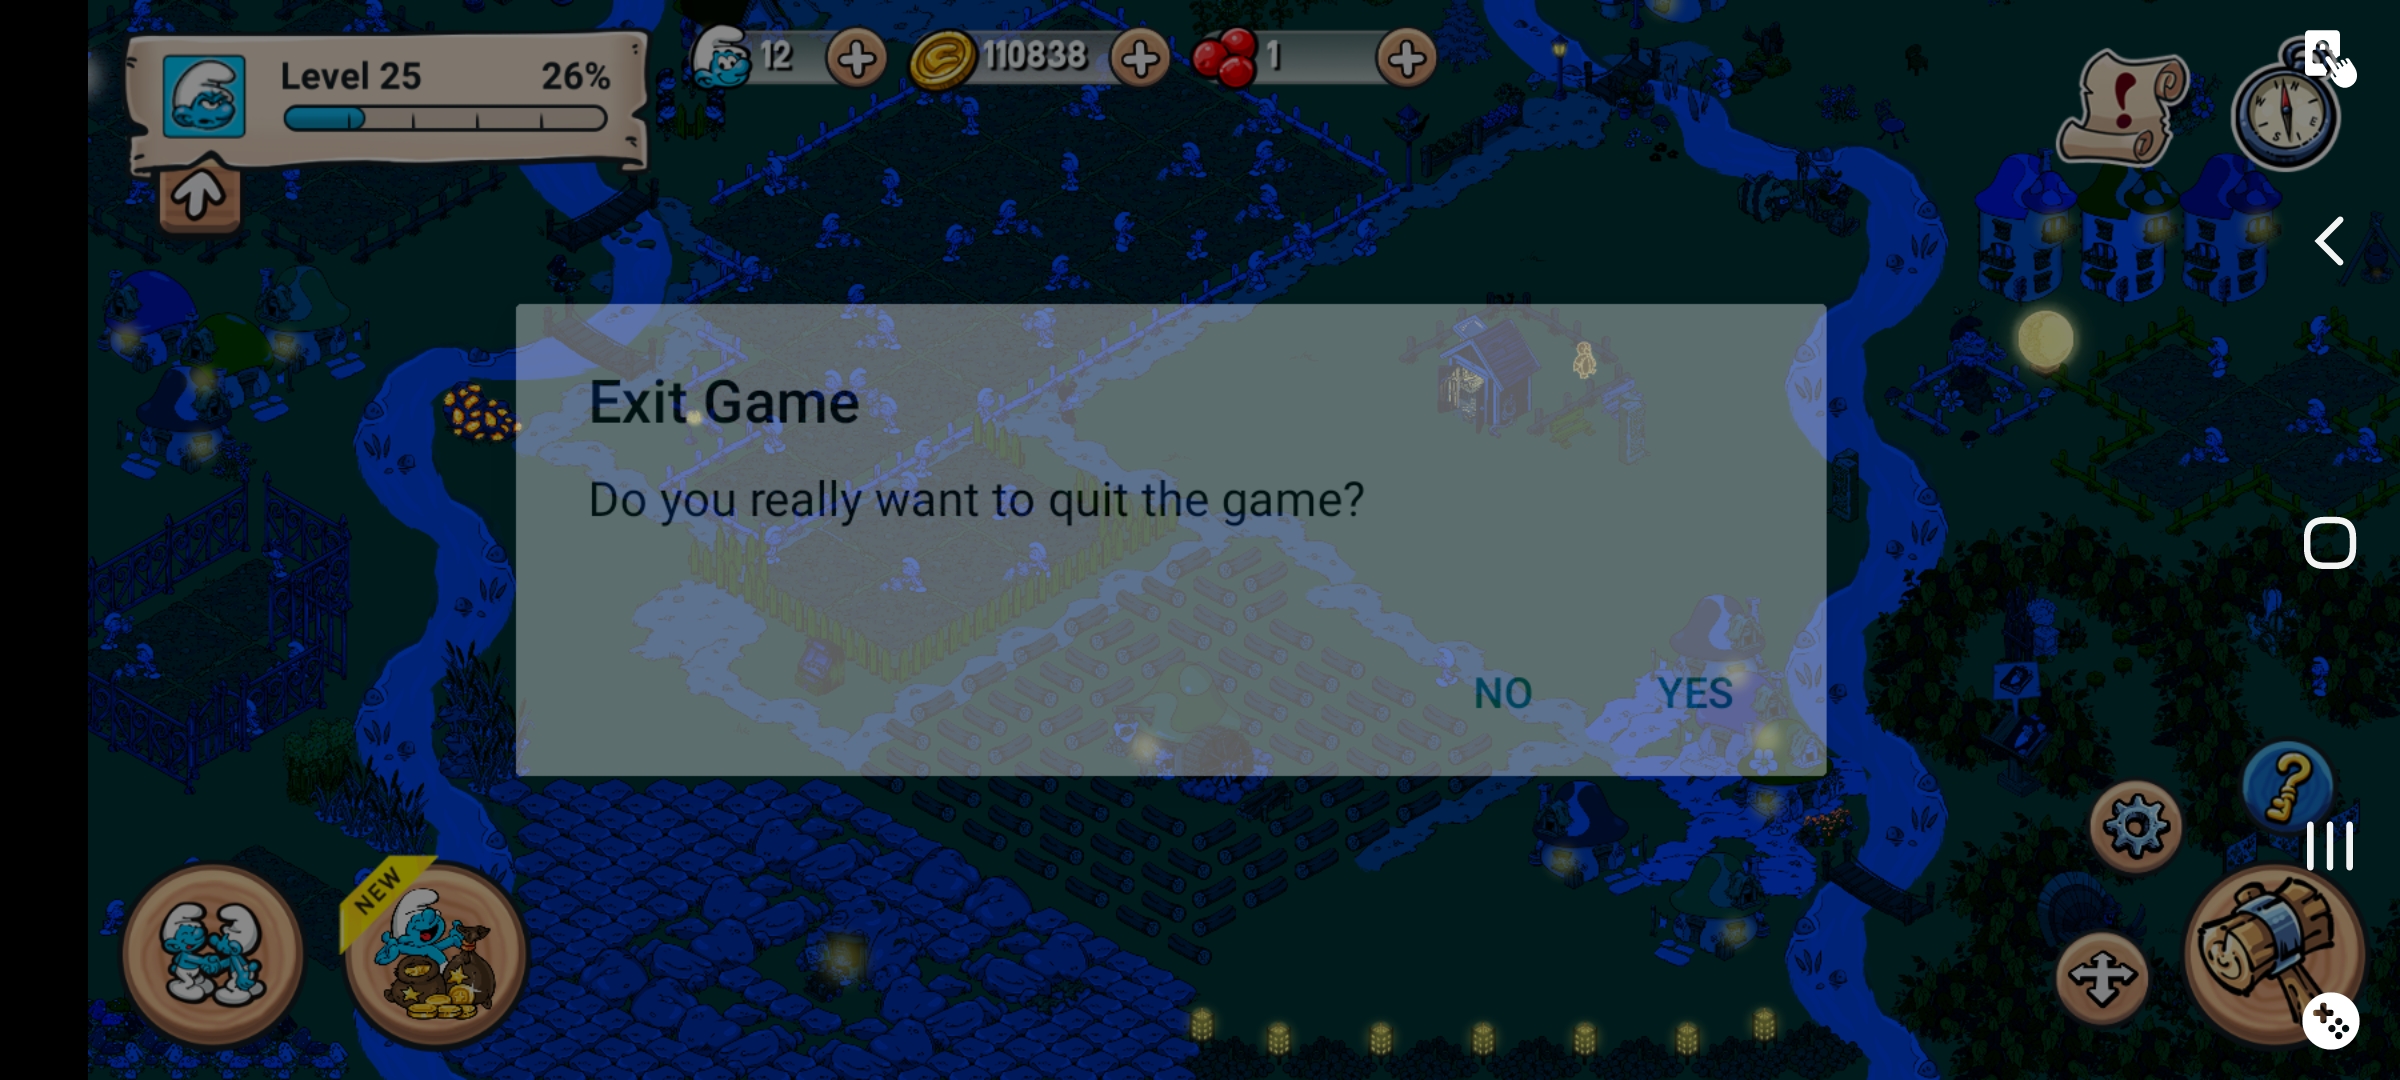 Level 25 26%
12
110838
1
Exit Game
Do you really want to quit the game?
NO YES
NEW